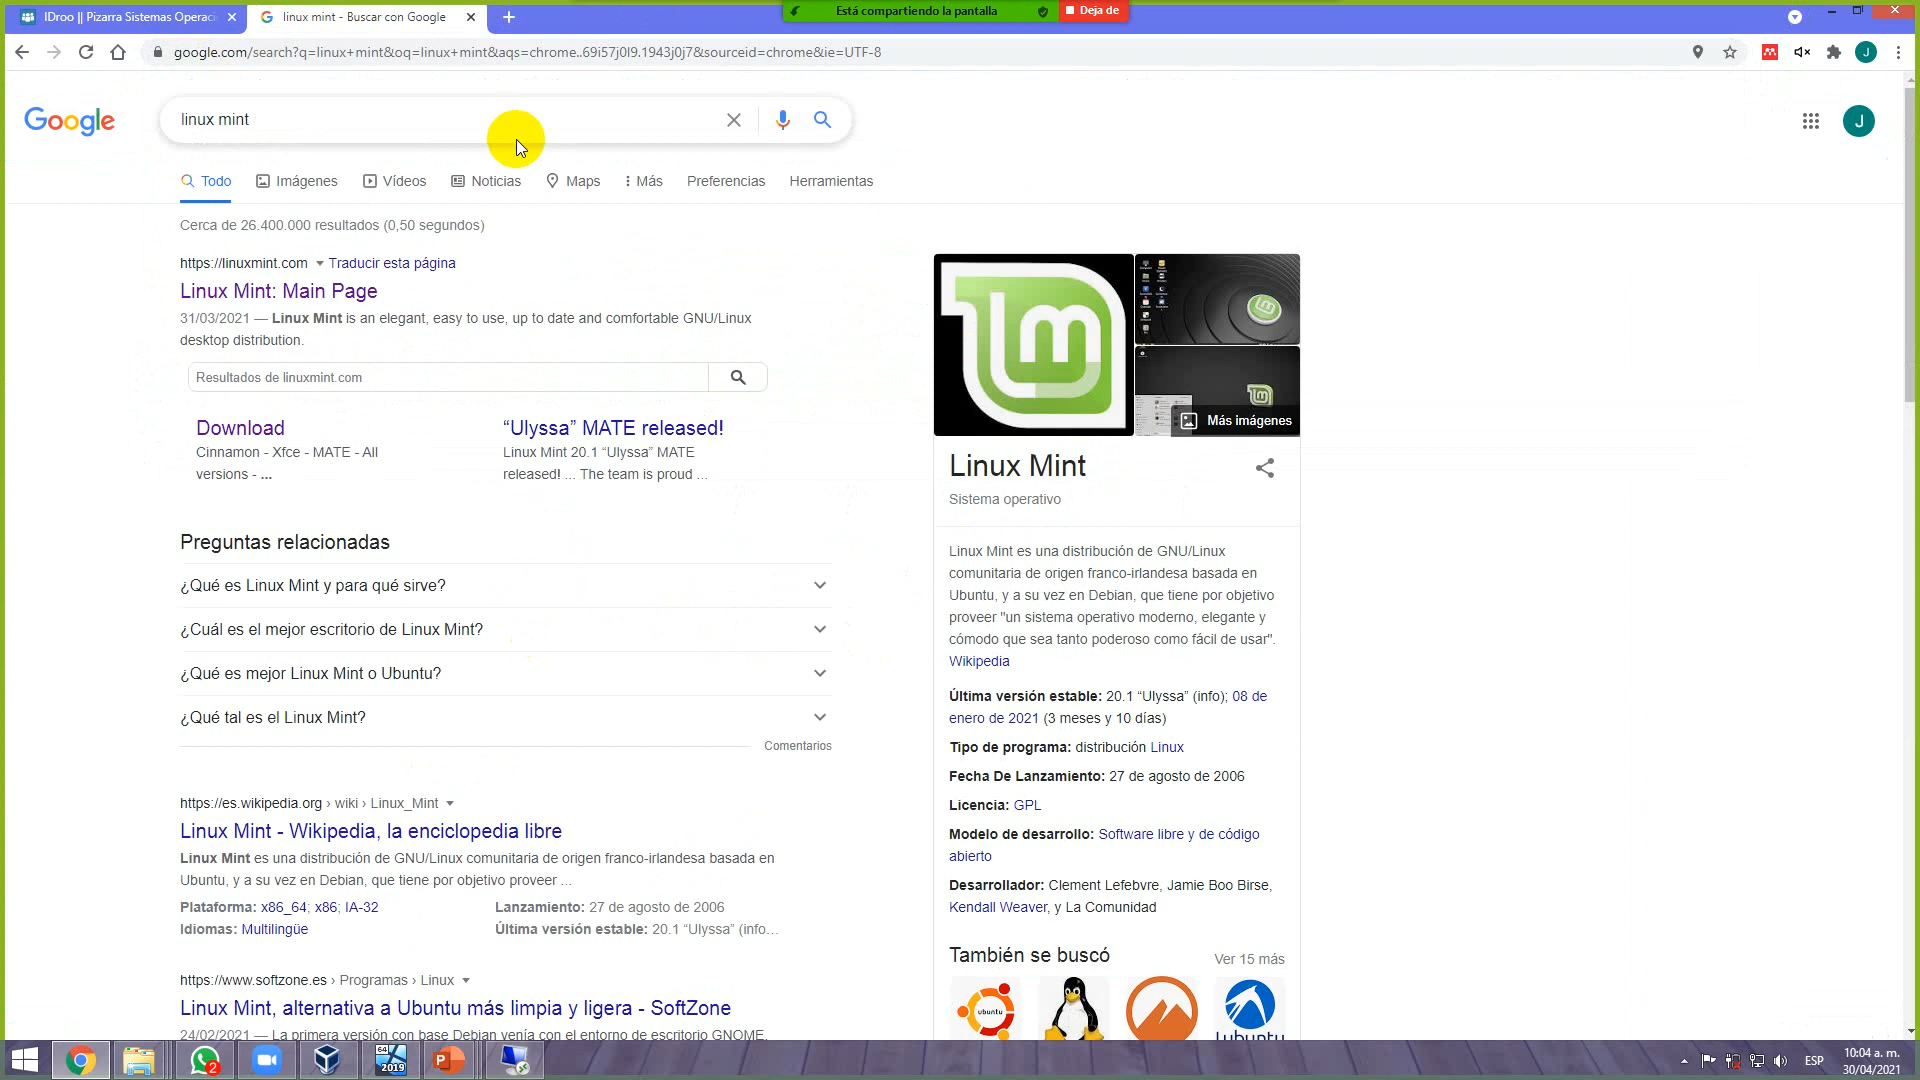 IDroo || Pizarra Sistemas Operaci
linux mint - Buscar con Google
Está compartiendo la pantalla
Deja de
google.com/search?q=linux+mint&oq=linux+mint&aqs=chrome..69i57j0l9.1943j0j7&sourceid=chrome&ie=UTF-8
J
Google
linux mint
J
Todo
Imágenes
Vídeos
Noticias
Maps
Más
Preferencias
Herramientas
Cerca de 26.400.000 resultados (0,50 segundos)
https://linuxmint.com Traducir esta página
Linux Mint: Main Page
31/03/2021 — Linux Mint is an elegant, easy to use, up to date and comfortable GNU/Linux
desktop distribution.
Resultados de linuxmint.com
Download
Cinnamon - Xfce - MATE - All
versions - ...
“Ulyssa” MATE released!
Linux Mint 20.1 “Ulyssa” MATE
released! ... The team is proud ...
Preguntas relacionadas
¿Qué es Linux Mint y para qué sirve?
¿Cuál es el mejor escritorio de Linux Mint?
¿Qué es mejor Linux Mint o Ubuntu?
¿Qué tal es el Linux Mint?
Comentarios
https://es.wikipedia.org › wiki › Linux_Mint
Linux Mint - Wikipedia, la enciclopedia libre
Linux Mint es una distribución de GNU/Linux comunitaria de origen franco-irlandesa basada en
Ubuntu, y a su vez en Debian, que tiene por objetivo proveer ...
Plataforma: x86_64; x86; IA-32
Lanzamiento: 27 de agosto de 2006
Idiomas: Multilingüe
Última versión estable: 20.1 “Ulyssa” (info...
https://www.softzone.es › Programas › Linux
Linux Mint, alternativa a Ubuntu más limpia y ligera - SoftZone
24/02/2021 — La primera versión con base Debian venía con el entorno de escritorio GNOME,
Más imágenes
Linux Mint
Sistema operativo
Linux Mint es una distribución de GNU/Linux
comunitaria de origen franco-irlandesa basada en
Ubuntu, y a su vez en Debian, que tiene por objetivo
proveer "un sistema operativo moderno, elegante y
cómodo que sea tanto poderoso como fácil de usar".
Wikipedia
Última versión estable: 20.1 “Ulyssa” (info); 08 de
enero de 2021 (3 meses y 10 días)
Tipo de programa: distribución Linux
Fecha De Lanzamiento: 27 de agosto de 2006
Licencia: GPL
Modelo de desarrollo: Software libre y de código
abierto
Desarrollador: Clement Lefebvre, Jamie Boo Birse,
Kendall Weaver, y La Comunidad
También se buscó
Ver 15 más
ubuntu
lubuntu
2
64
2019
P
ESP
10:04 a. m.
30/04/2021